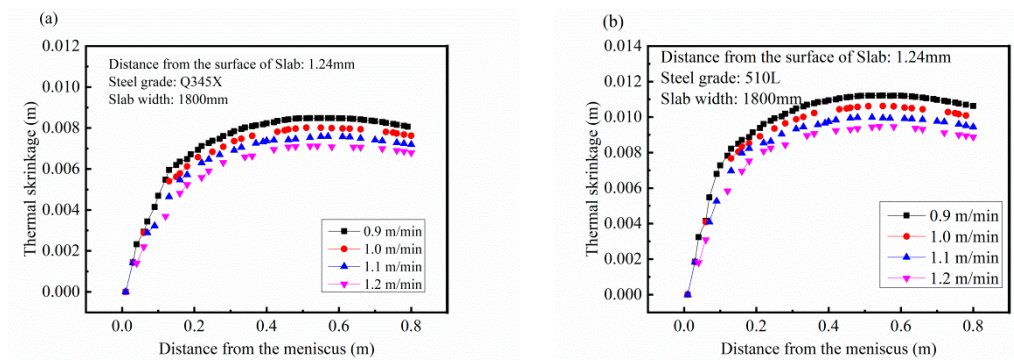 (a)
0.012
0.010
0.008
0.006
0.004
0.002
0.000
Thermal skrinkage (m)
Distance from the surface of Slab: 1.24mm
Steel grade: Q345X
Slab width: 1800mm
0.9 m/min
1.0 m/min
1.1 m/min
1.2 m/min
0.0 0.2 0.4 0.6 0.8
Distance from the meniscus (m)
(b)
0.014
0.012
0.010
0.008
0.006
0.004
0.002
0.000
Thermal skrinkage (m)
Distance from the surface of Slab: 1.24mm
Steel grade: 510L
Slab width: 1800mm
0.9 m/min
1.0 m/min
1.1 m/min
1.2 m/min
0.0 0.2 0.4 0.6 0.8
Distance from the meniscus (m)